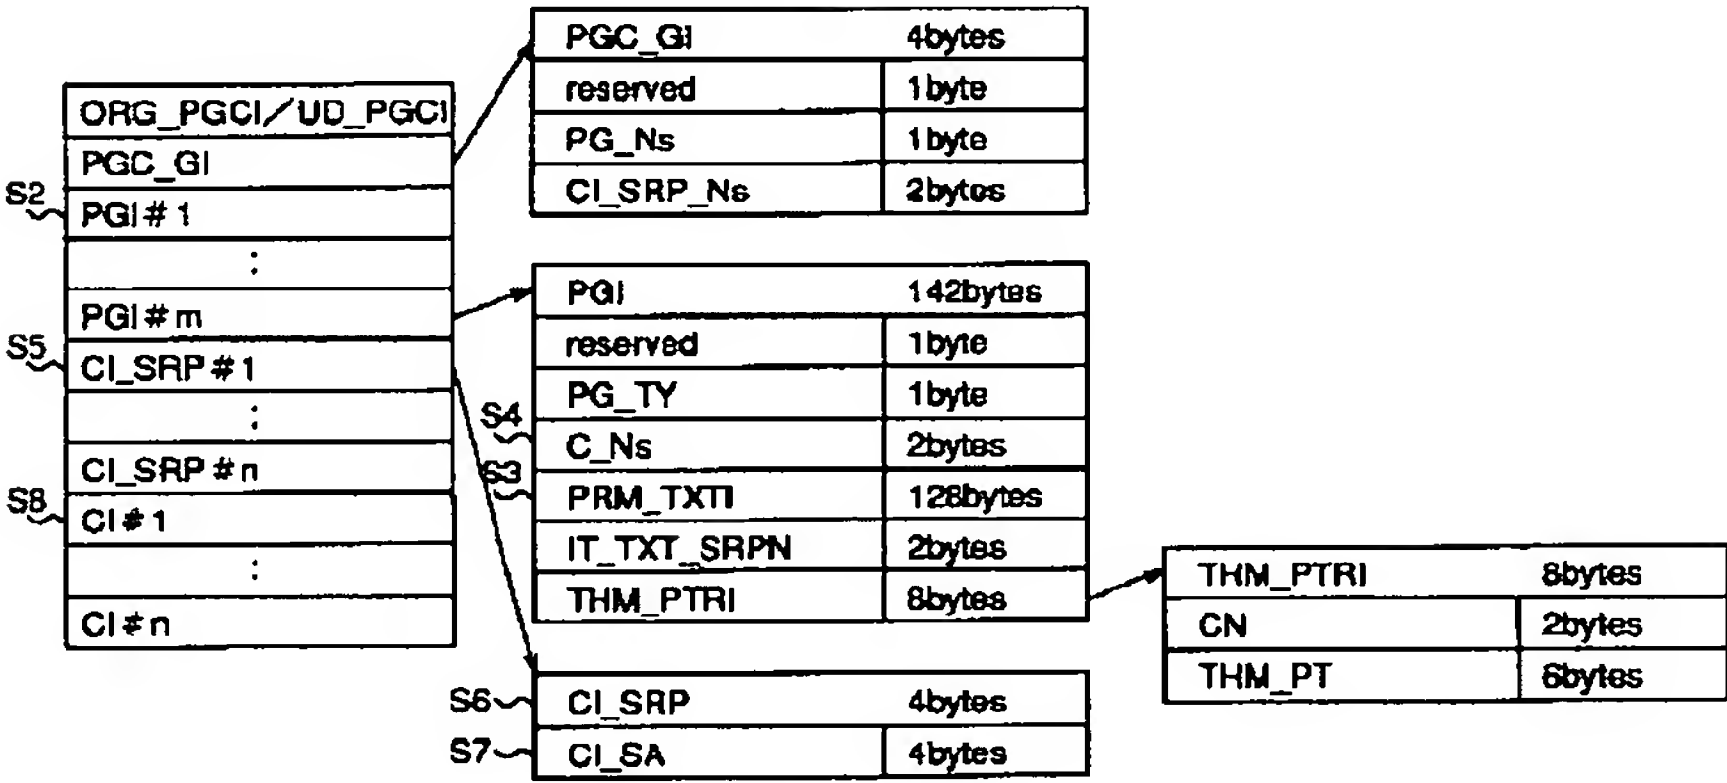 ORG_PGCI/UD_PGCI
PGC_GI
S2
PGI#1
:
PGI#m
S5
CI_SRP#1
:
CI_SRP#n
S8
CI#1
:
CI#n
PGC_GI 4bytes
reserved 1byte
PG_Ns 1byte
CI_SRP_Ns 2bytes
PGI 142bytes
reserved 1byte
PG_TY 1byte
S4
C_Ns 2bytes
S3
PRM_TXTI 128bytes
IT_TXT_SRPN 2bytes
THM_PTRI 8bytes
S6 CI_SRP 4bytes
S7 CI_SA 4bytes
THM_PTRI 8bytes
CN 2bytes
THM_PT 6bytes